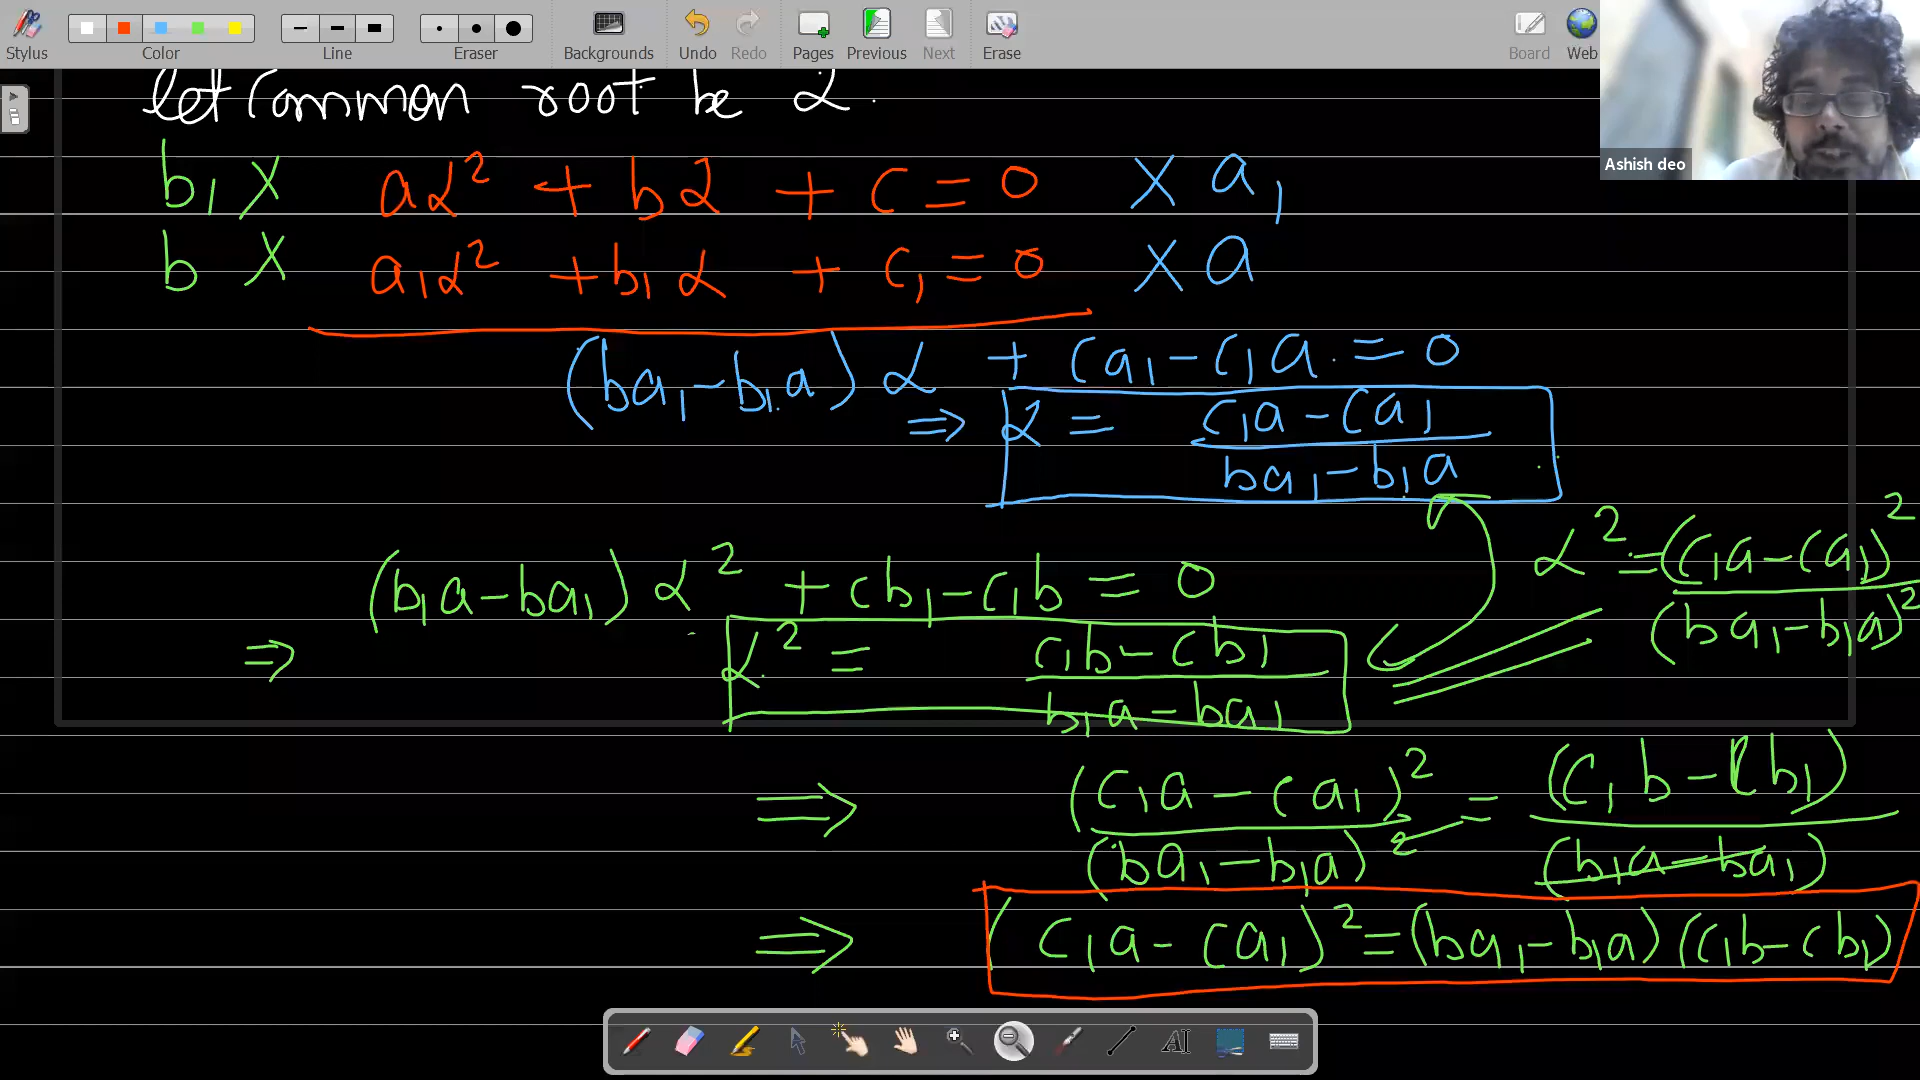 Stylus Color Line Eraser Backgrounds Undo Redo Pages Previous Next Erase Board Web
Ashish deo
let common root be α.
b₁ × aα² + bα + c = 0 × a₁
b × a₁α² + b₁α + c₁ = 0 × a
(ba₁ - b₁a) α + ca₁ - c₁a = 0
⇒ α = (c₁a - ca₁)/(ba₁ - b₁a)
(b₁a - ba₁) α² + cb₁ - c₁b = 0
α² = (c₁a - ca₁)²/(ba₁ - b₁a)²
⇒ α² = (c₁b - cb₁)/(b₁a - ba₁)
⇒ (c₁a - ca₁)²/(ba₁ - b₁a)² = (c₁b - cb₁)/(b₁a - ba₁)
⇒ (c₁a - ca₁)² = (ba₁ - b₁a) (c₁b - cb₁)
AI